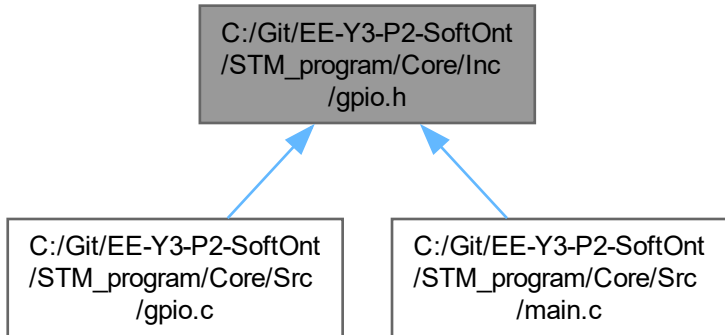 C:/Git/EE-Y3-P2-SoftOnt
/STM_program/Core/Inc
/gpio.h
C:/Git/EE-Y3-P2-SoftOnt
/STM_program/Core/Src
/gpio.c
C:/Git/EE-Y3-P2-SoftOnt
/STM_program/Core/Src
/main.c